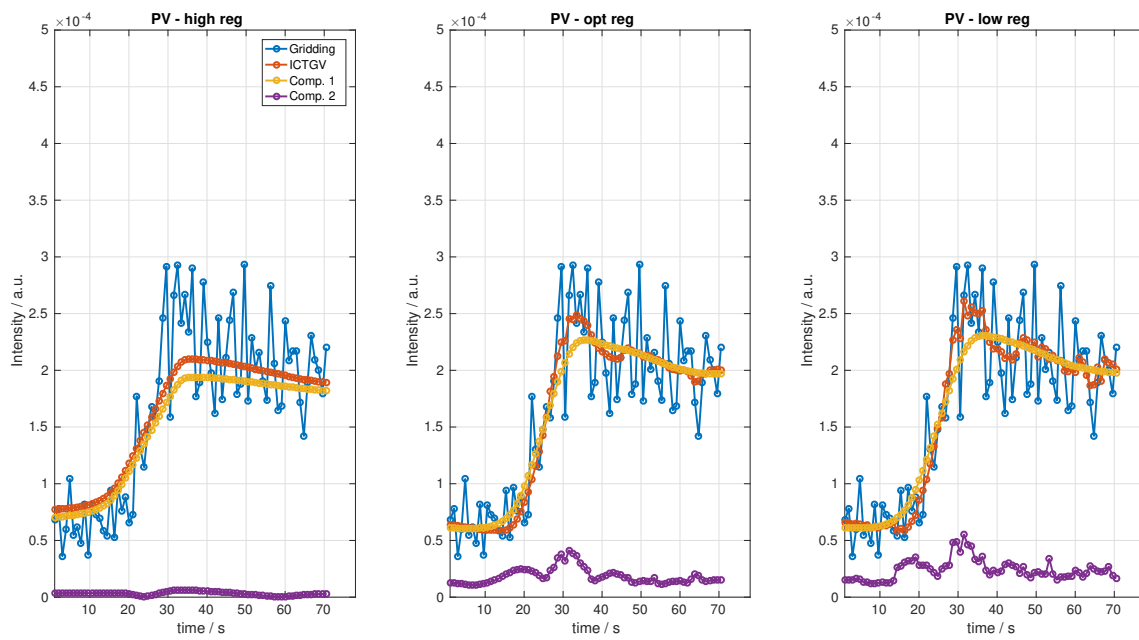 PV - high reg
×10-4
5
4.5
4
3.5
3
2.5
2
1.5
1
0.5
0
Intensity / a.u.
Gridding
ICTGV
Comp. 1
Comp. 2
10 20 30 40 50 60 70
time / s
PV - opt reg
×10-4
5
4.5
4
3.5
3
2.5
2
1.5
1
0.5
0
Intensity / a.u.
10 20 30 40 50 60 70
time / s
PV - low reg
×10-4
5
4.5
4
3.5
3
2.5
2
1.5
1
0.5
0
Intensity / a.u.
10 20 30 40 50 60 70
time / s